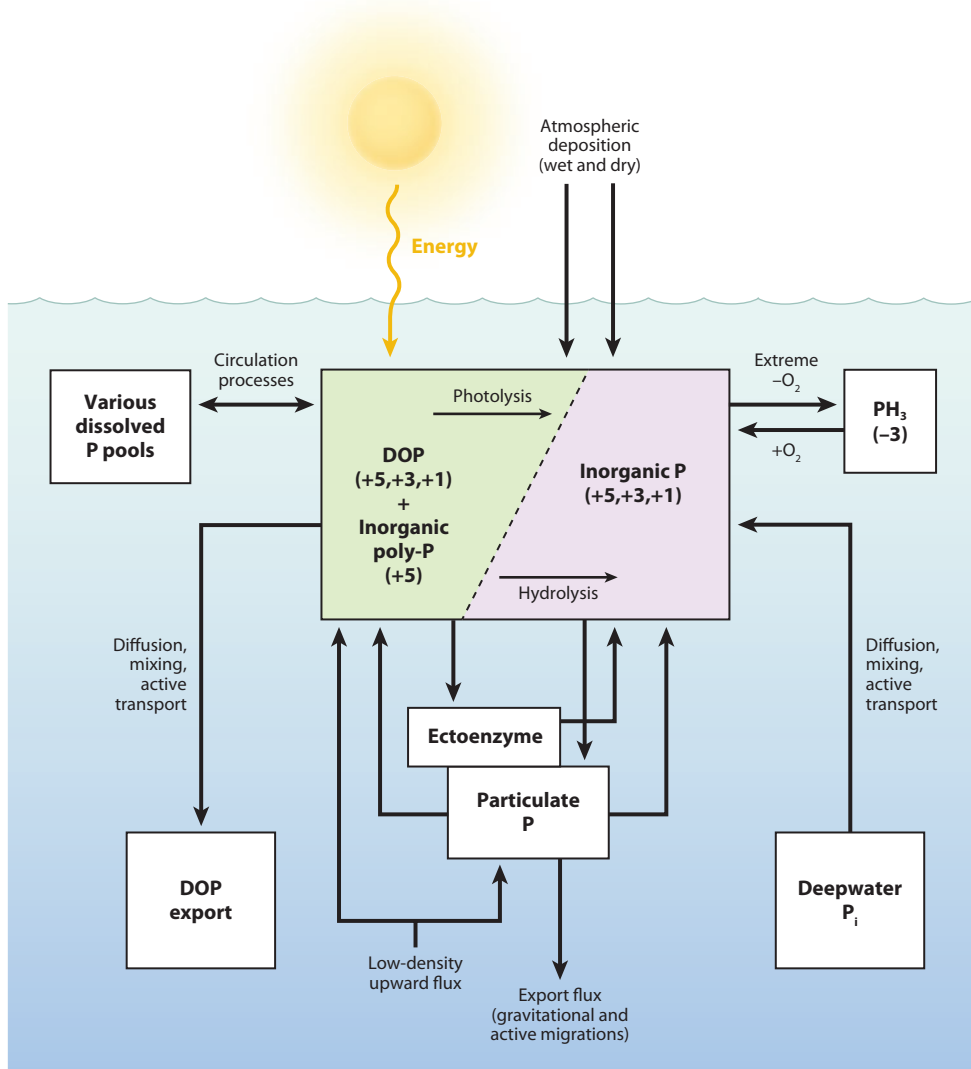 Atmospheric
deposition
(wet and dry)
Energy
Circulation
processes
Various
dissolved
P pools
Photolysis
DOP
(+5,+3,+1)
+
Inorganic
poly-P
(+5)
Inorganic P
(+5,+3,+1)
Hydrolysis
Extreme
–O₂
+O₂
PH₃
(–3)
Diffusion,
mixing,
active
transport
Diffusion,
mixing,
active
transport
Ectoenzyme
Particulate
P
DOP
export
Deepwater
Pᵢ
Low-density
upward flux
Export flux
(gravitational and
active migrations)